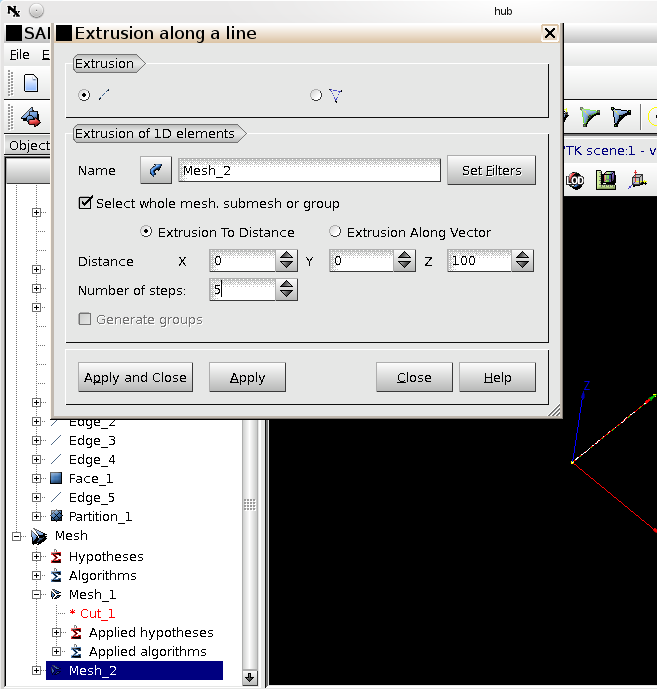 hub
SAL
Extrusion along a line
File E
Extrusion
Extrusion of 1D elements
Name Mesh_2 Set Filters
Select whole mesh. submesh or group
Extrusion To Distance Extrusion Along Vector
Distance X 0 Y 0 Z 100
Number of steps: 5
Generate groups
Apply and Close Apply Close Help
Object
TK scene:1 - v
Z
Edge_2
Edge_3
Edge_4
Face_1
Edge_5
Partition_1
Mesh
Hypotheses
Algorithms
Mesh_1
* Cut_1
Applied hypotheses
Applied algorithms
Mesh_2